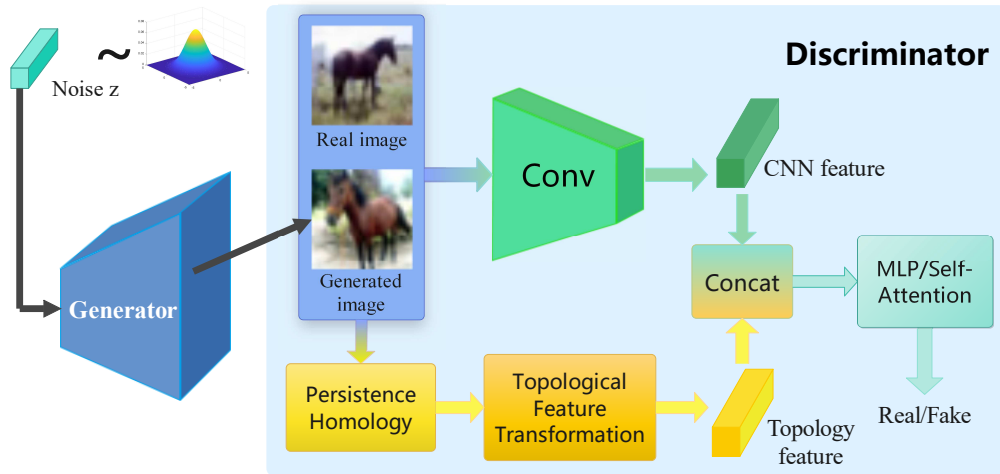 Discriminator
Noise z
~
Real image
Conv
CNN feature
Generator
Generated
image
Concat
MLP/Self-
Attention
Persistence
Homology
Topological
Feature
Transformation
Topology
feature
Real/Fake